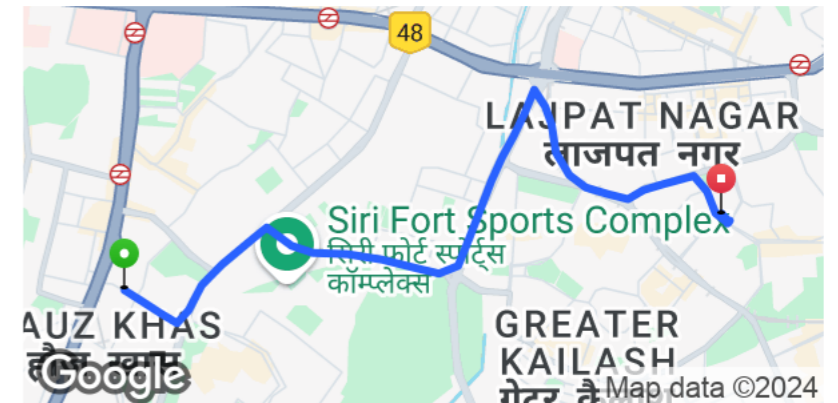 48
LAJPAT NAGAR
लाजपत नगर
Siri Fort Sports Complex
सिरी फ़ोर्ट स्पोर्ट्स
कॉम्प्लेक्स
AUZ KHAS
हौज़ ख़ास
GREATER
KAILASH
Google
Map data ©2024